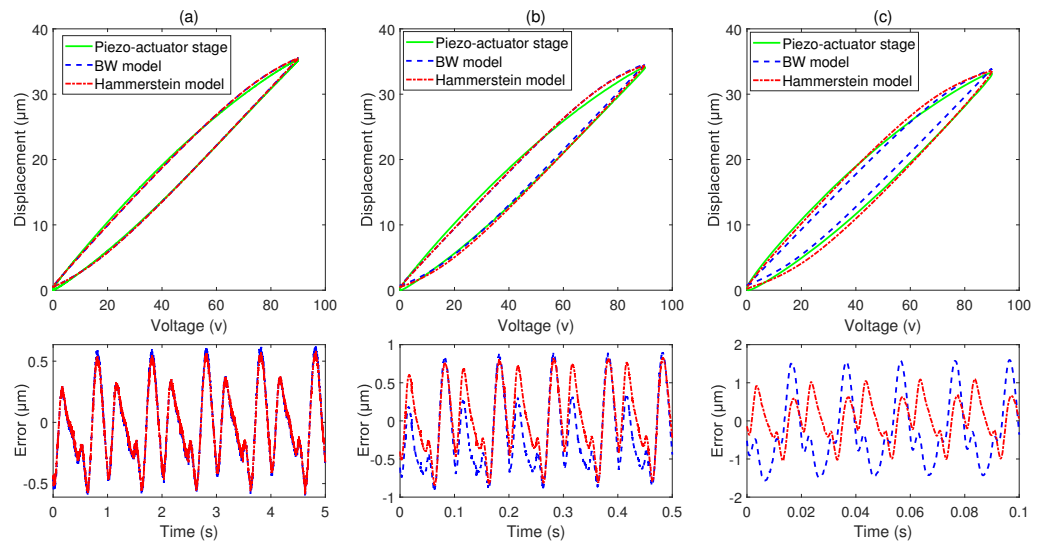 (a)
40
30
20
10
0
0 20 40 60 80 100
Displacement (μm)
Voltage (v)
Piezo-actuator stage
BW model
Hammerstein model
(b)
40
30
20
10
0
0 20 40 60 80 100
Displacement (μm)
Voltage (v)
Piezo-actuator stage
BW model
Hammerstein model
(c)
40
30
20
10
0
0 20 40 60 80 100
Displacement (μm)
Voltage (v)
Piezo-actuator stage
BW model
Hammerstein model
0.5
0
-0.5
0 1 2 3 4 5
Error (μm)
Time (s)
1
0.5
0
-0.5
-1
0 0.1 0.2 0.3 0.4 0.5
Error (μm)
Time (s)
2
1
0
-1
-2
0 0.02 0.04 0.06 0.08 0.1
Error (μm)
Time (s)